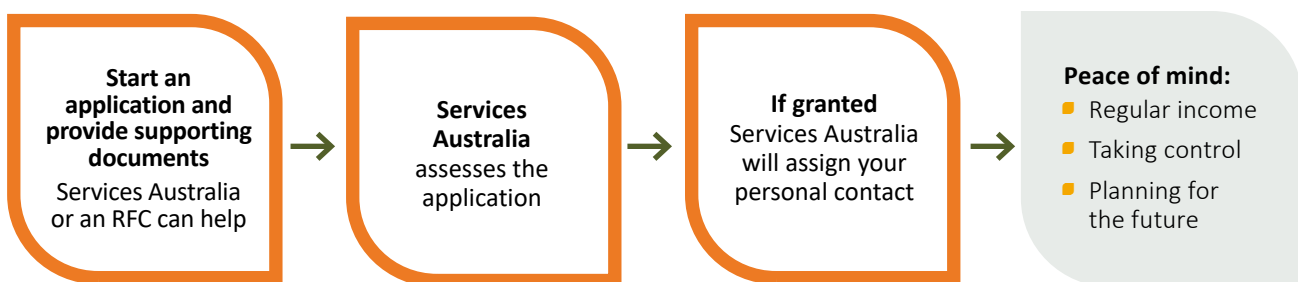 Start an
application and
provide supporting
documents
Services Australia
or an RFC can help
Services
Australia
assesses the
application
If granted
Services Australia
will assign your
personal contact
Peace of mind:
Regular income
Taking control
Planning for
the future